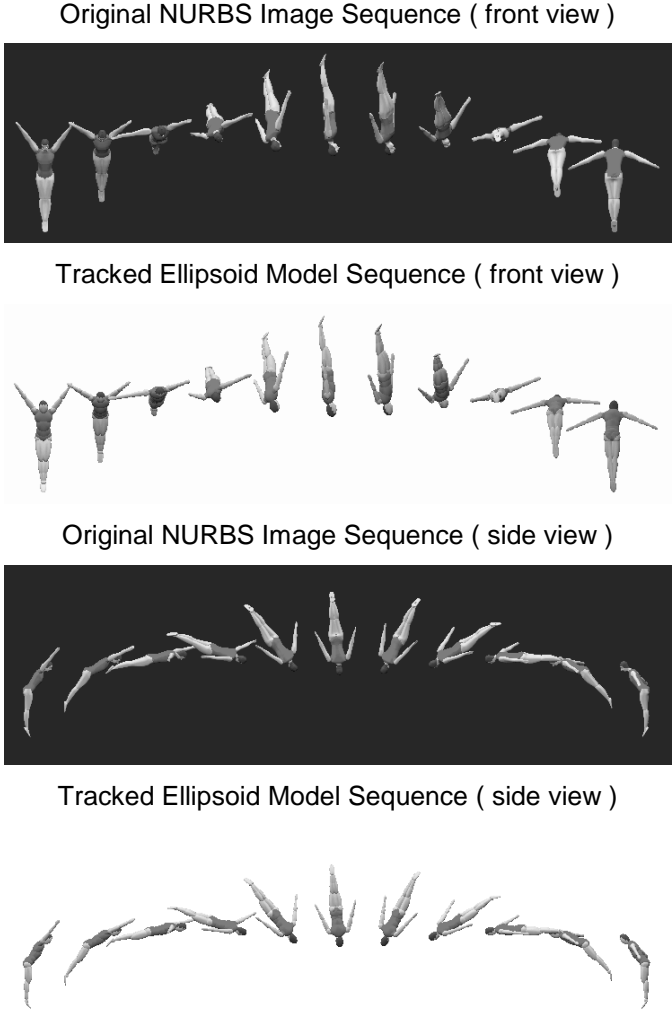 Original NURBS Image Sequence ( front view )
Tracked Ellipsoid Model Sequence ( front view )
Original NURBS Image Sequence ( side view )
Tracked Ellipsoid Model Sequence ( side view )